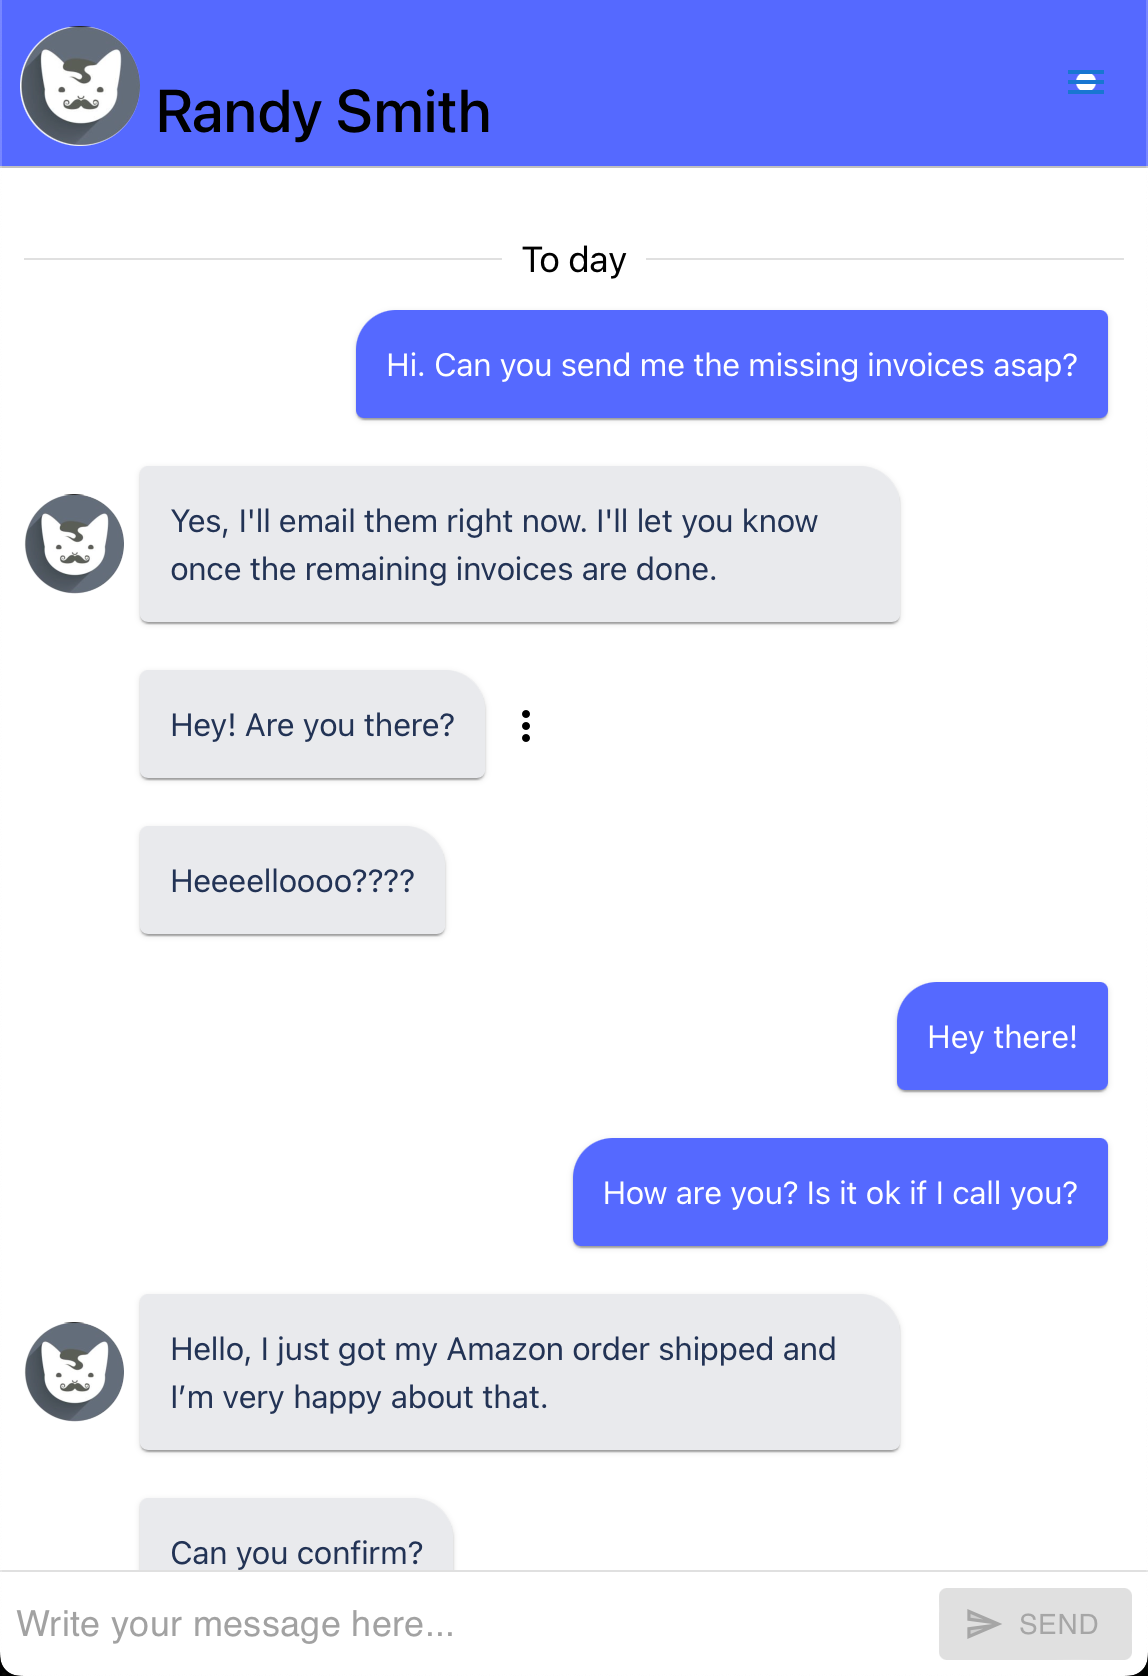 Randy Smith
To day
Hi. Can you send me the missing invoices asap?
Yes, I'll email them right now. I'll let you know
once the remaining invoices are done.
Hey! Are you there?
Heeeelloooo????
Hey there!
How are you? Is it ok if I call you?
Hello, I just got my Amazon order shipped and
I’m very happy about that.
Can you confirm?
Write your message here...
SEND